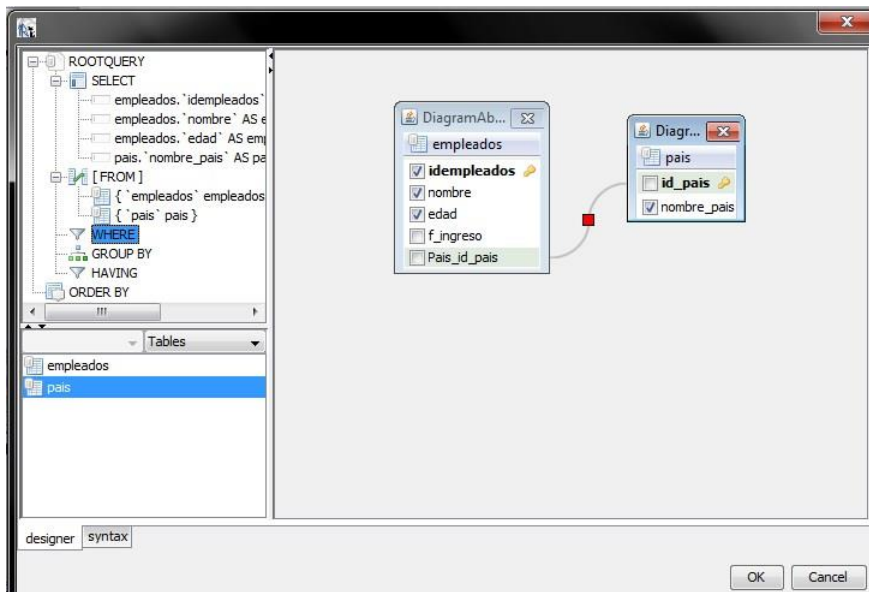 ROOTQUERY
SELECT
empleados.`idempleados`
empleados.`nombre` AS e
empleados.`edad` AS emp
pais.`nombre_pais` AS pa
[FROM]
{ `empleados` empleados
{ `pais` pais }
WHERE
GROUP BY
HAVING
ORDER BY
Tables
empleados
pais
designer
syntax
DiagramAb...
empleados
idempleados
nombre
edad
f_ingreso
Pais_id_pais
Diagr...
pais
id_pais
nombre_pais
OK
Cancel